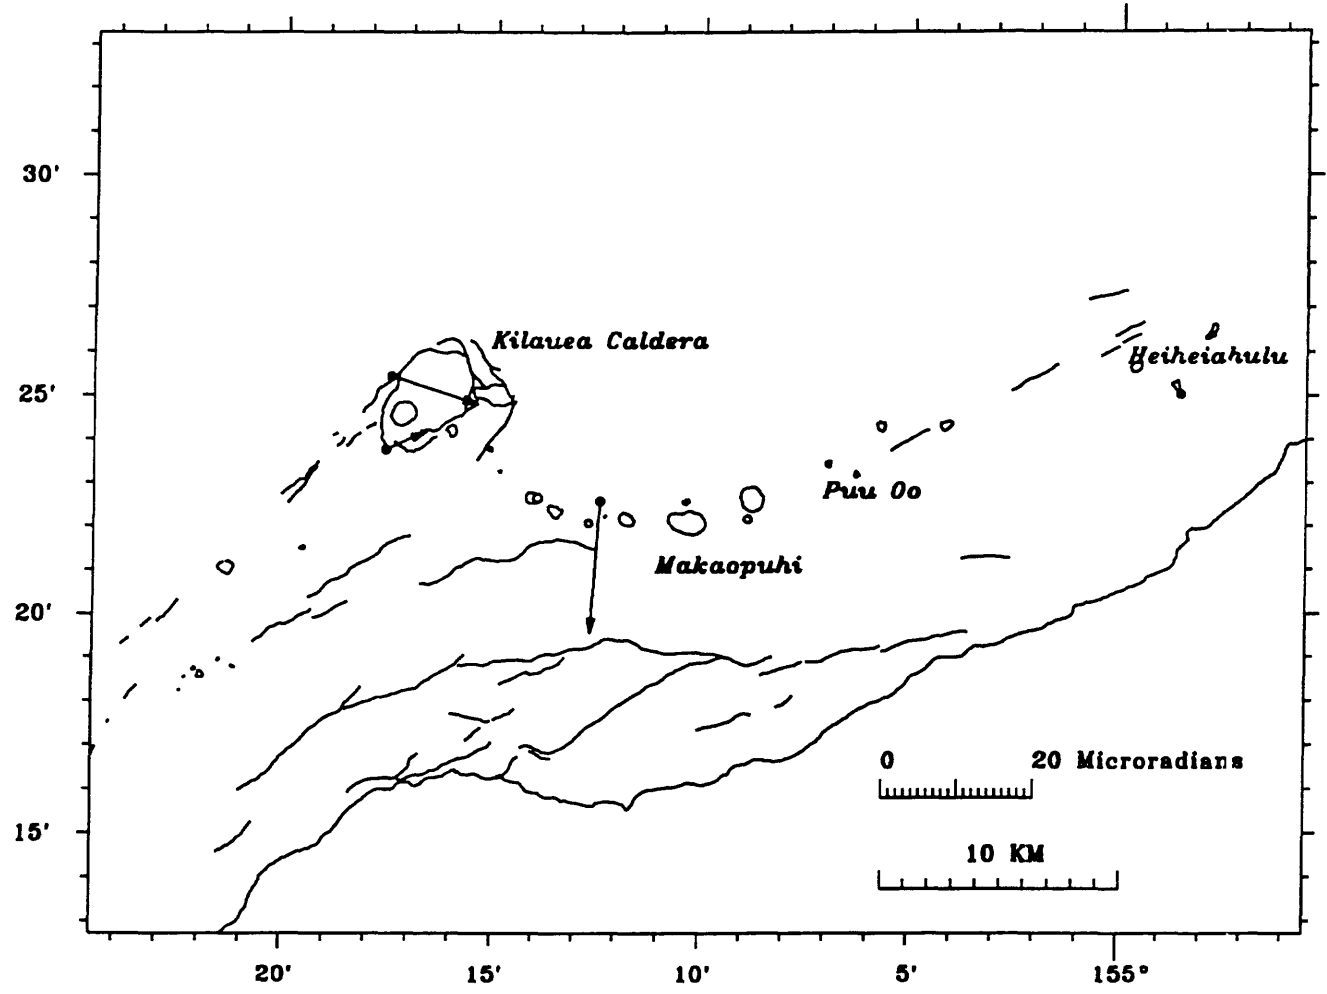 30'
Kilauea Caldera
Heiheiahulu
25'
Puu Oo
Makaopuhi
20'
0 20 Microradians
15'
10 KM
20' 15' 10' 5' 155°